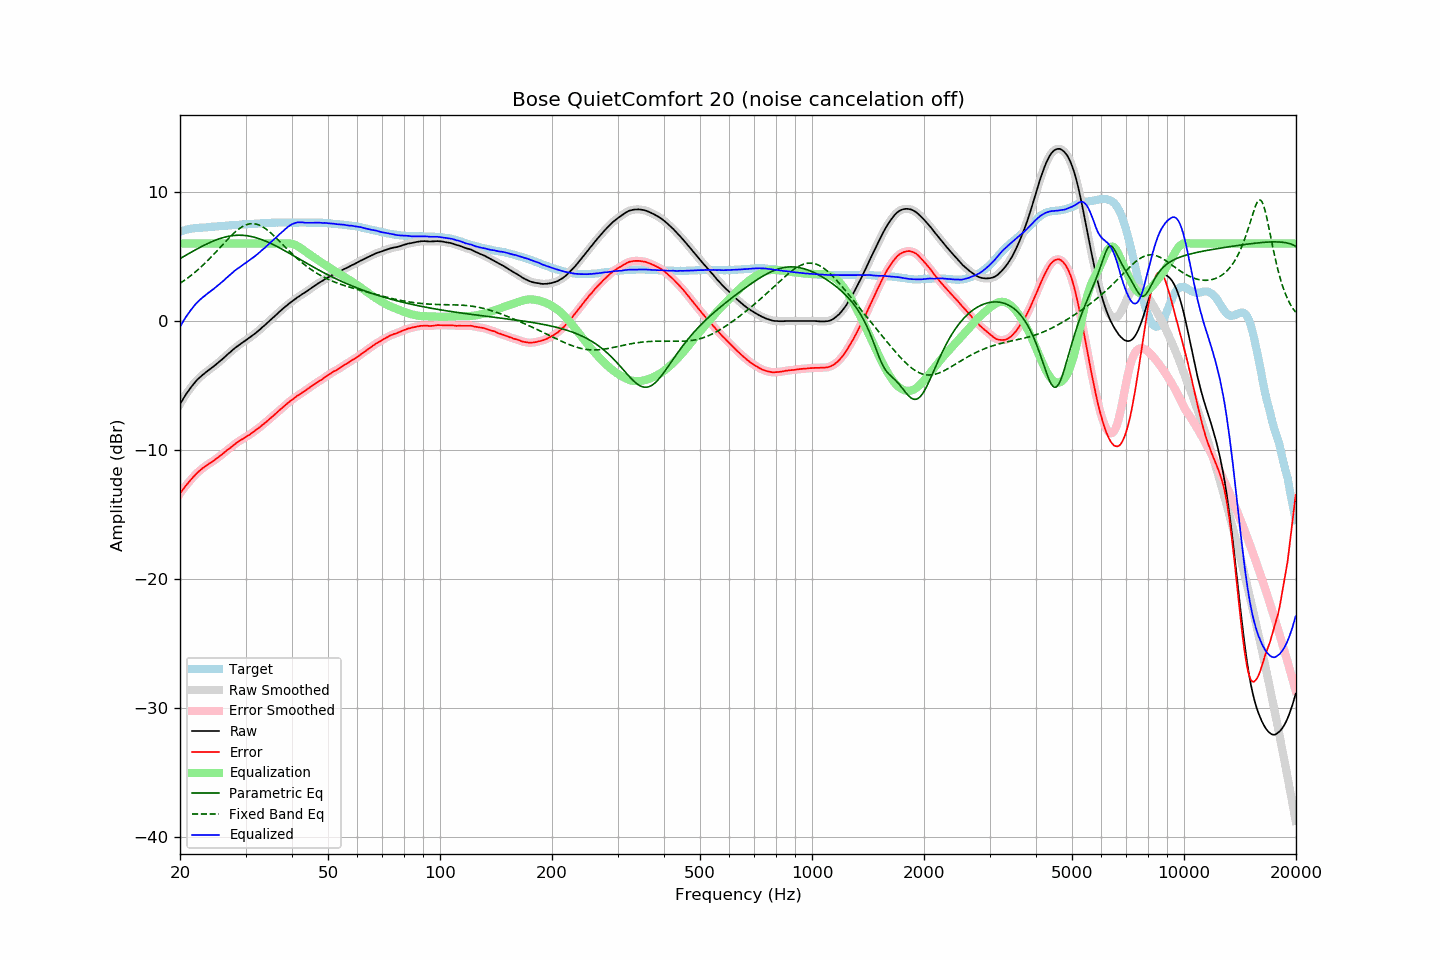 Bose QuietComfort 20 (noise cancelation off)
10
0
−10
−20
−30
−40
Amplitude (dBr)
Target
Raw Smoothed
Error Smoothed
Raw
Error
Equalization
Parametric Eq
Fixed Band Eq
Equalized
20 50 100 200 500 1000 2000 5000 10000 20000
Frequency (Hz)